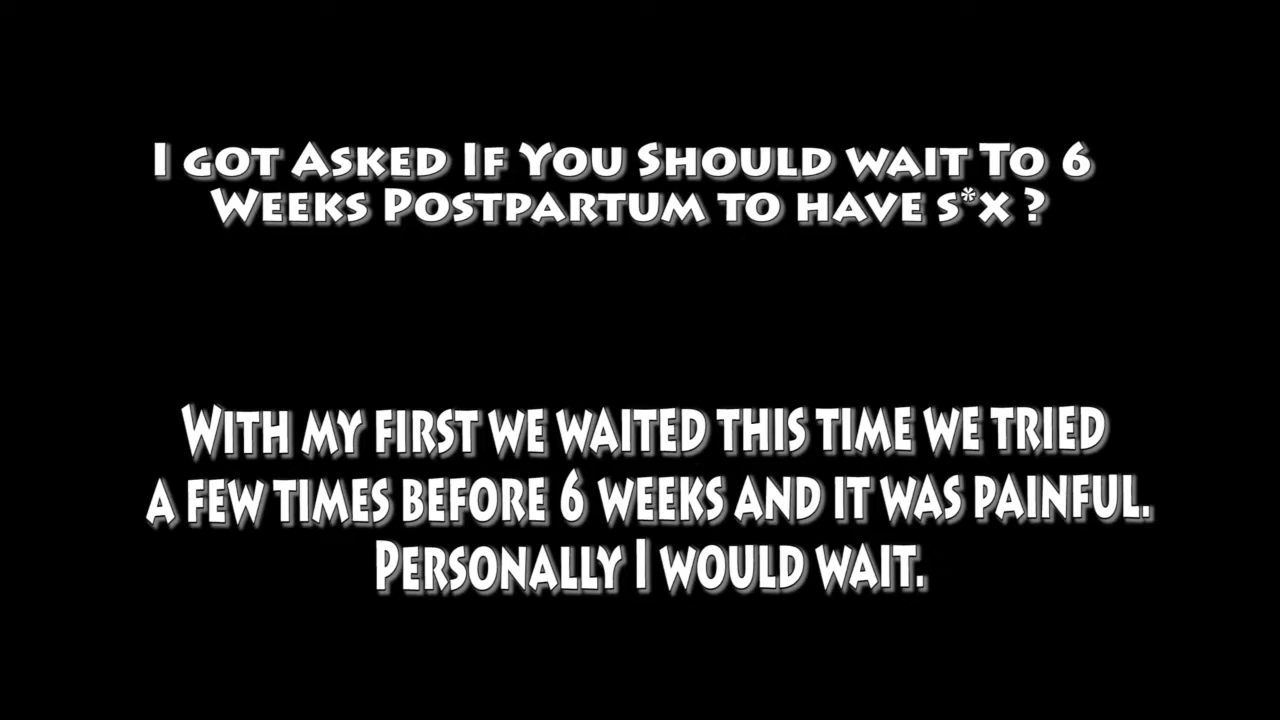 I got Asked If You Should wait To 6
Weeks Postpartum to have s*x ?
With my first we waited this time we tried
a few times before 6 weeks and it was painful.
Personally I would wait.